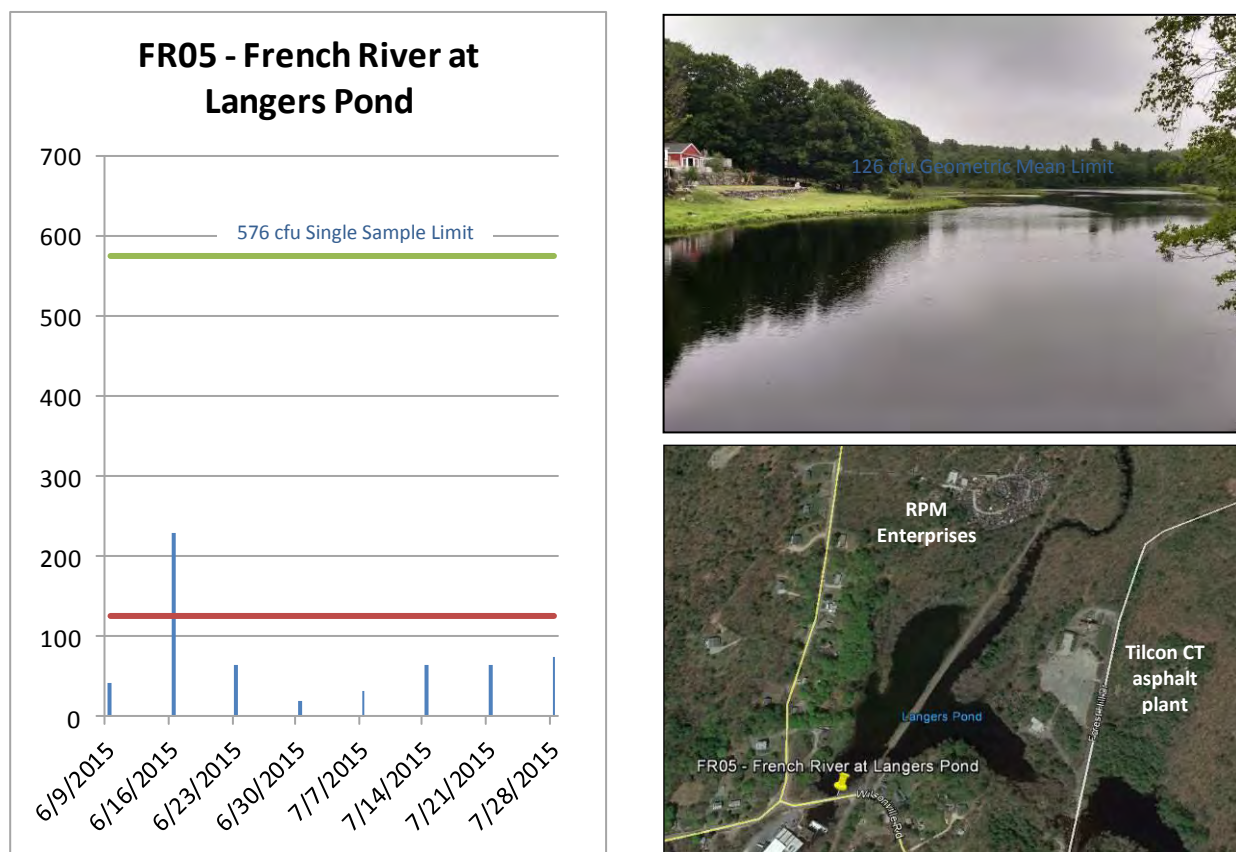 FR05 - French River at
Langers Pond
700
600
500
400
300
200
100
0
576 cfu Single Sample Limit
6/9/2015
6/16/2015
6/23/2015
6/30/2015
7/7/2015
7/14/2015
7/21/2015
7/28/2015
126 cfu Geometric Mean Limit
RPM
Enterprises
Tilcon CT
asphalt
plant
Langers Pond
FR05 - French River at Langers Pond
Wilsonville Rd